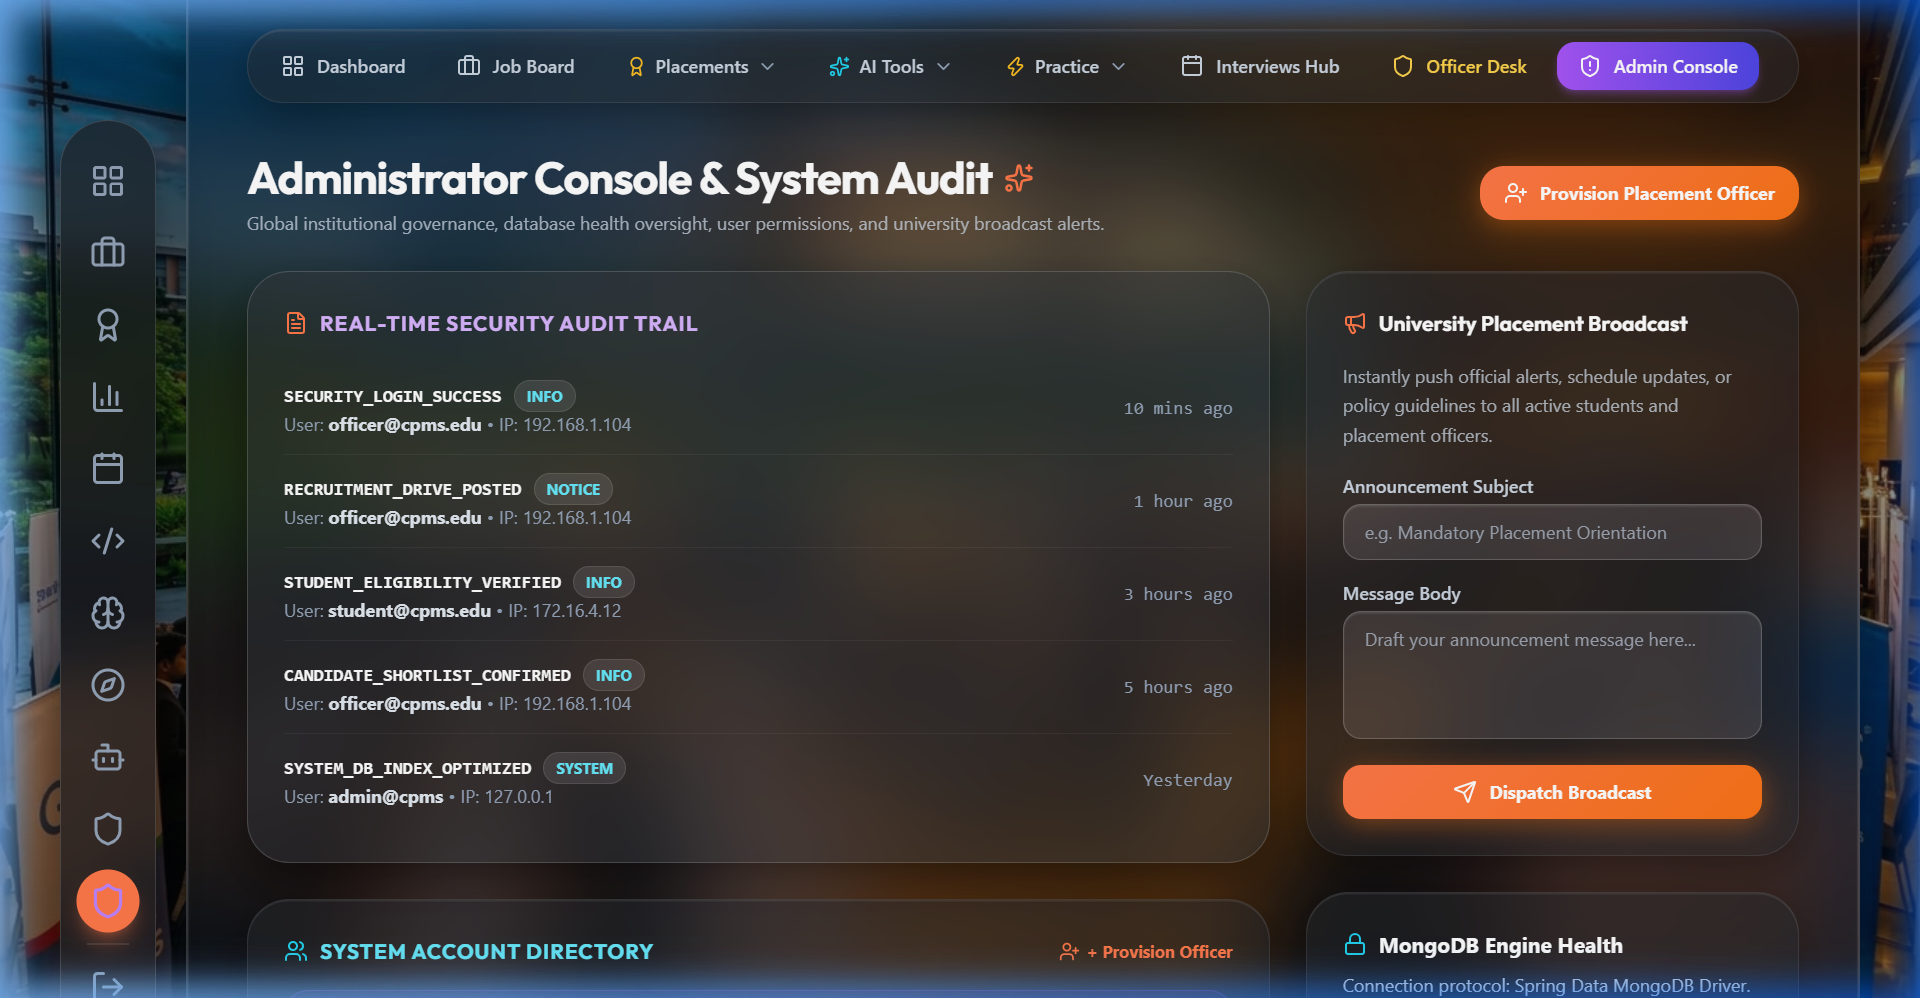 Dashboard
Job Board
Placements
AI Tools
Practice
Interviews Hub
Officer Desk
Admin Console
Administrator Console & System Audit
Global institutional governance, database health oversight, user permissions, and university broadcast alerts.
Provision Placement Officer
REAL-TIME SECURITY AUDIT TRAIL
SECURITY_LOGIN_SUCCESS INFO
User: officer@cpms.edu • IP: 192.168.1.104
10 mins ago
RECRUITMENT_DRIVE_POSTED NOTICE
User: officer@cpms.edu • IP: 192.168.1.104
1 hour ago
STUDENT_ELIGIBILITY_VERIFIED INFO
User: student@cpms.edu • IP: 172.16.4.12
3 hours ago
CANDIDATE_SHORTLIST_CONFIRMED INFO
User: officer@cpms.edu • IP: 192.168.1.104
5 hours ago
SYSTEM_DB_INDEX_OPTIMIZED SYSTEM
User: admin@cpms • IP: 127.0.0.1
Yesterday
University Placement Broadcast
Instantly push official alerts, schedule updates, or
policy guidelines to all active students and
placement officers.
Announcement Subject
e.g. Mandatory Placement Orientation
Message Body
Draft your announcement message here...
Dispatch Broadcast
SYSTEM ACCOUNT DIRECTORY
+ Provision Officer
MongoDB Engine Health
Connection protocol: Spring Data MongoDB Driver.